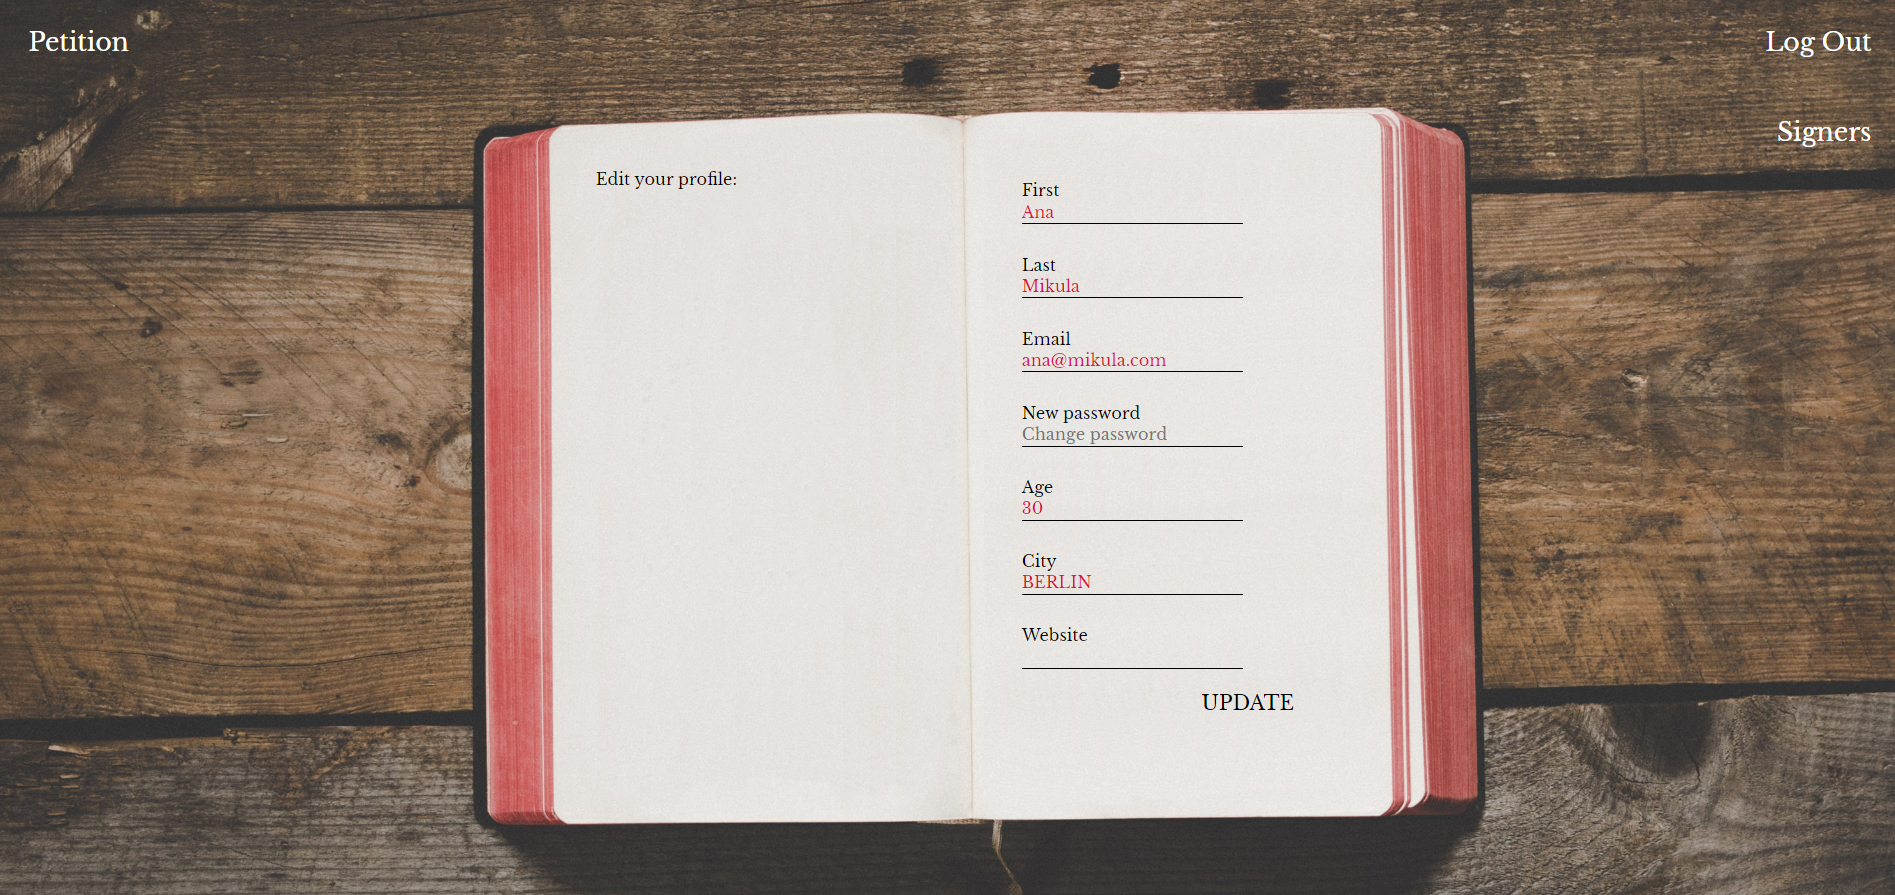 Petition
Log Out
Signers
Edit your profile:
First
Ana
Last
Mikula
Email
ana@mikula.com
New password
Change password
Age
30
City
BERLIN
Website
UPDATE